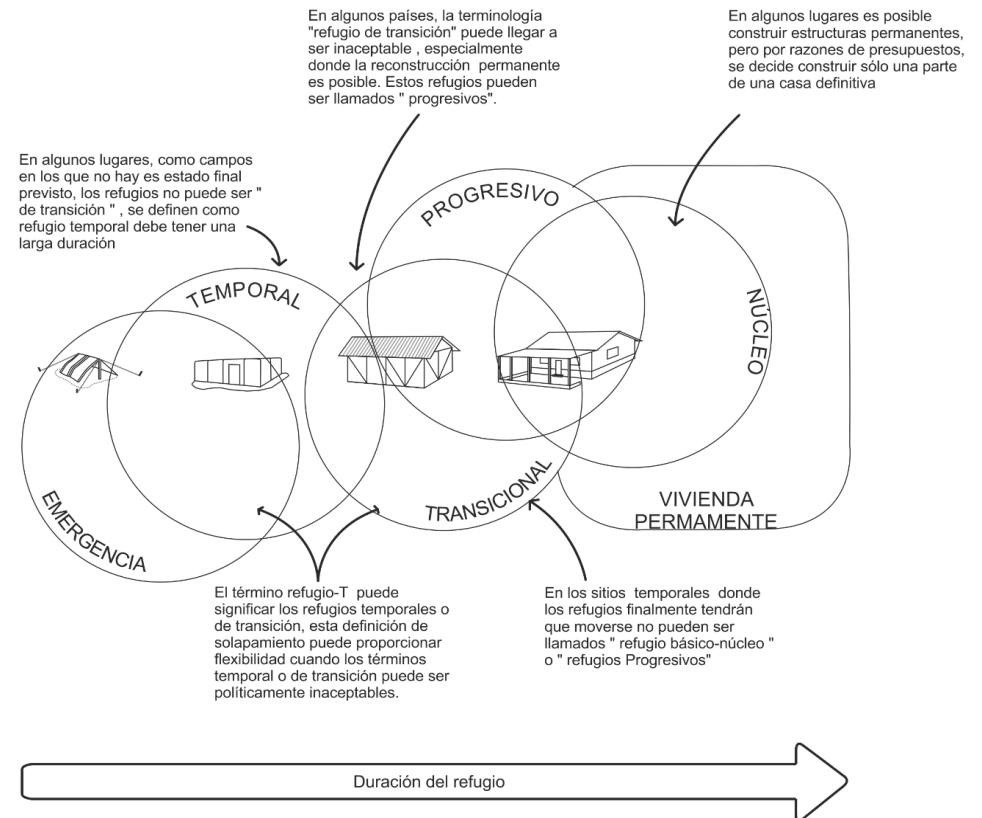 En algunos países, la terminología
"refugio de transición" puede llegar a
ser inaceptable , especialmente
donde la reconstrucción permanente
es posible. Estos refugios pueden
ser llamados " progresivos".
En algunos lugares es posible
construir estructuras permanentes,
pero por razones de presupuestos,
se decide construir sólo una parte
de una casa definitiva
En algunos lugares, como campos
en los que no hay es estado final
previsto, los refugios no puede ser "
de transición " , se definen como
refugio temporal debe tener una
larga duración
PROGRESIVO
TEMPORAL
NÚCLEO
EMERGENCIA
TRANSICIONAL
VIVIENDA
PERMAMENTE
El término refugio-T puede
significar los refugios temporales o
de transición, esta definición de
solapamiento puede proporcionar
flexibilidad cuando los términos
temporal o de transición puede ser
políticamente inaceptables.
En los sitios temporales donde
los refugios finalmente tendrán
que moverse no pueden ser
llamados " refugio básico-núcleo "
o " refugios Progresivos"
Duración del refugio